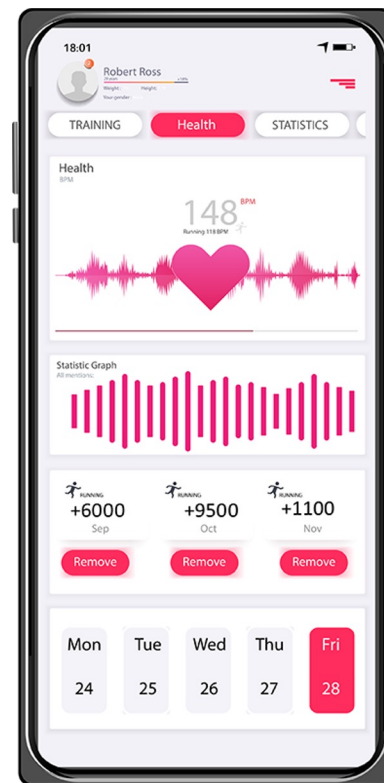 18:01
Robert Ross
Weight: Height:
Your gender:
TRAINING Health STATISTICS
Health
BPM
148 BPM
Running 118 BPM
Statistic Graph
All mentions:
RUNNING RUNNING RUNNING
+6000 +9500 +1100
Sep Oct Nov
Remove Remove Remove
Mon Tue Wed Thu Fri
24 25 26 27 28